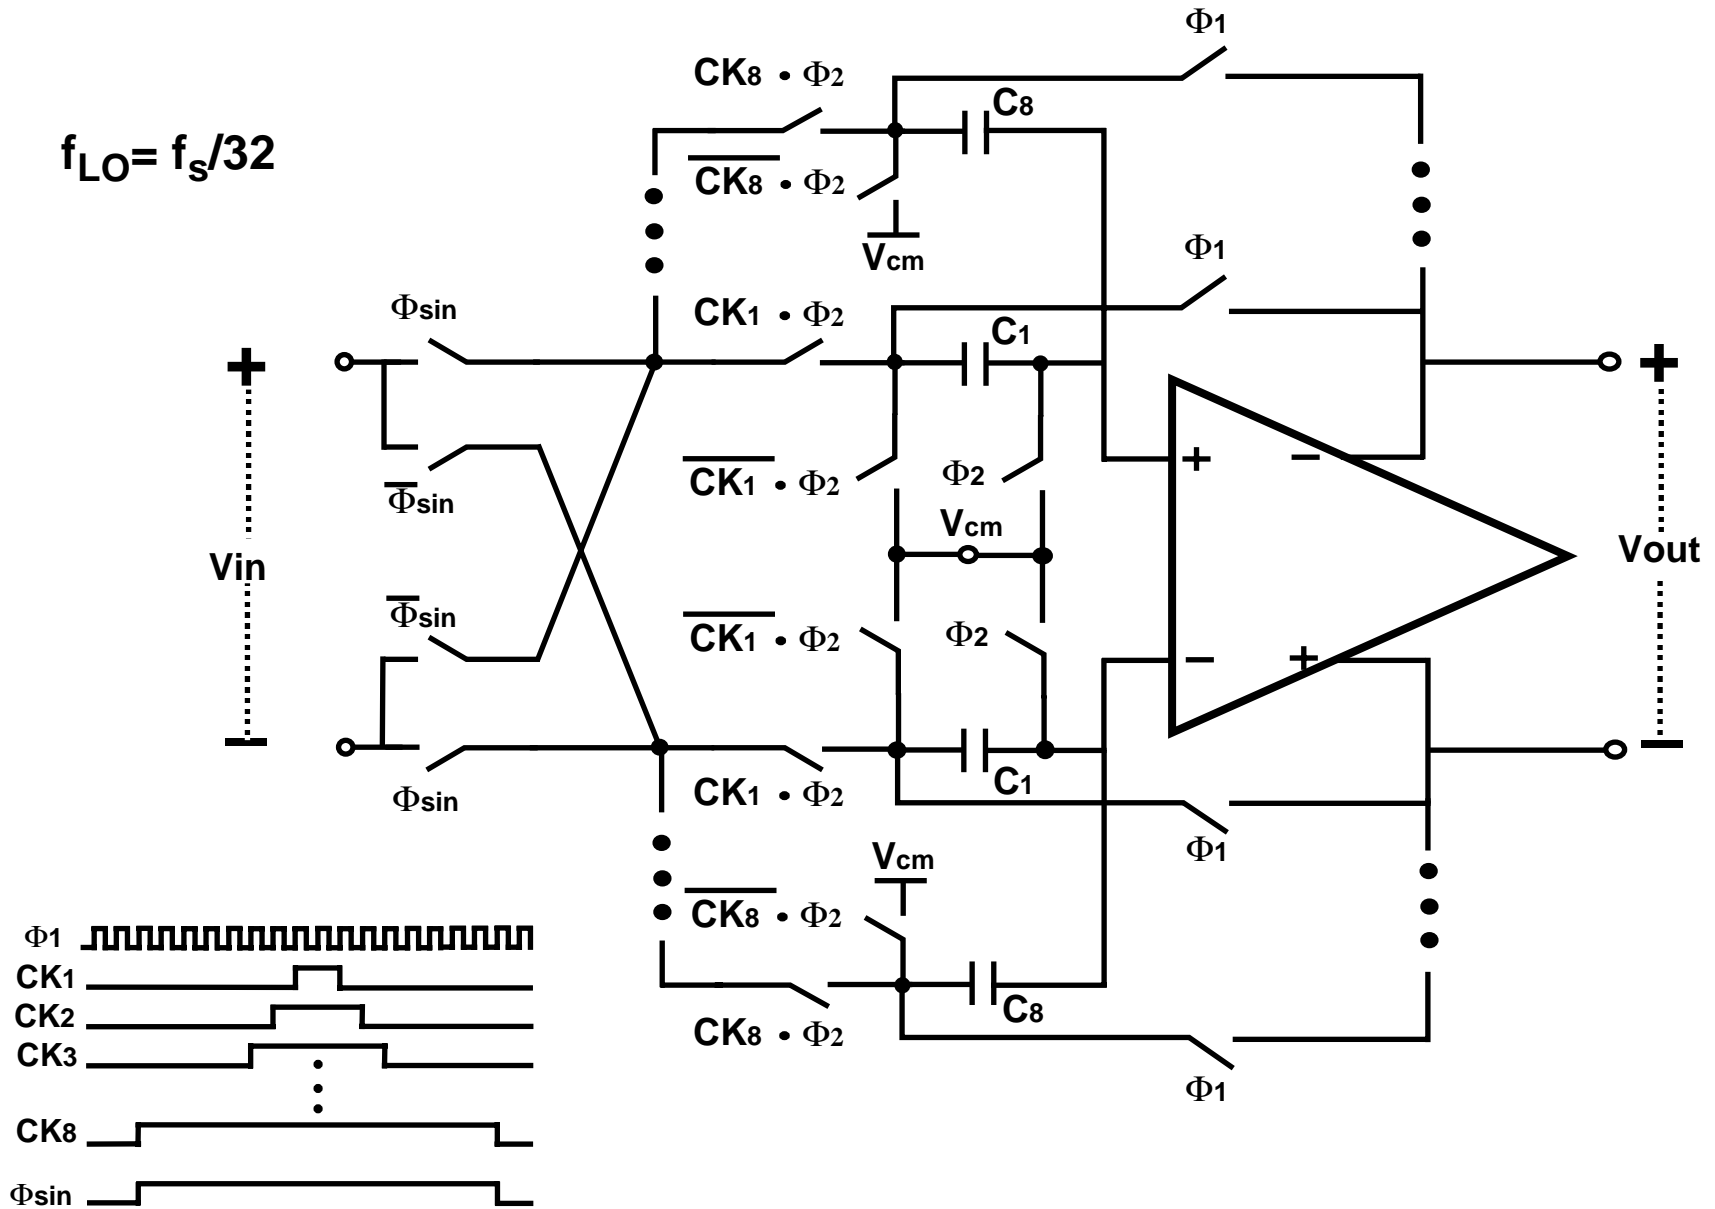 Φ1
CK8 • Φ2
C8
fLO= fs/32
CK8 • Φ2
Vcm
Φ1
Φsin
CK1 • Φ2
C1
+
+
Φsin
CK1 • Φ2
Φ2
+
−
Vcm
Vin
Vout
Φsin
CK1 • Φ2
Φ2
−
+
−
−
Φsin
CK1 • Φ2
C1
Φ1
Vcm
CK8 • Φ2
C8
CK8 • Φ2
Φ1
Φ1
CK1
CK2
CK3
CK8
Φsin